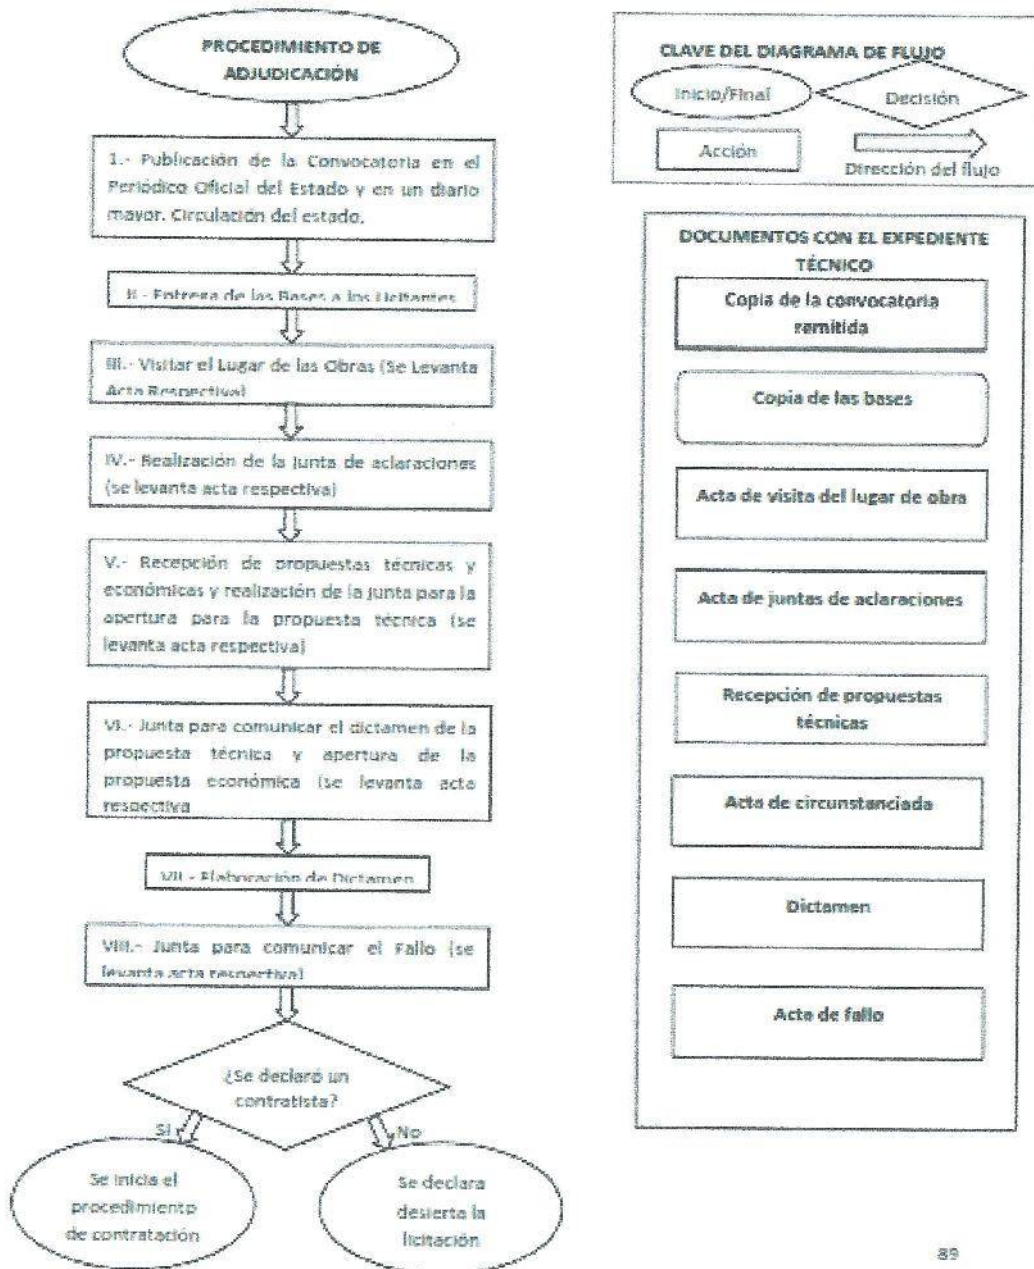 PROCEDIMIENTO DE
ADJUDICACIÓN
1.- Publicación de la Convocatoria en el
Periódico Oficial del Estado y en un diario
mayor. Circulación del estado.
II.- Entrega de las Bases a los Licitantes
III.- Visitar el Lugar de las Obras (Se Levanta
Acta Respectiva)
IV.- Realización de la Junta de aclaraciones
(se levanta acta respectiva)
V.- Recepción de propuestas técnicas y
económicas y realización de la junta para la
apertura para la propuesta técnica (se
levanta acta respectiva)
VI.- Junta para comunicar el dictamen de la
propuesta técnica y apertura de la
propuesta económica (se levanta acta
respectiva
VII.- Elaboración de Dictamen
VIII.- Junta para comunicar el Fallo (se
levanta acta respectiva)
¿Se declaró un
contratista?
Si
No
Se inicia el
procedimiento
de contratación
Se declara
desierta la
licitación
CLAVE DEL DIAGRAMA DE FLUJO
Inicio/Final
Decisión
Acción
Dirección del flujo
DOCUMENTOS CON EL EXPEDIENTE
TÉCNICO
Copia de la convocatoria
remitida
Copia de las bases
Acta de visita del lugar de obra
Acta de juntas de aclaraciones
Recepción de propuestas
técnicas
Acta de circunstanciada
Dictamen
Acta de fallo
89